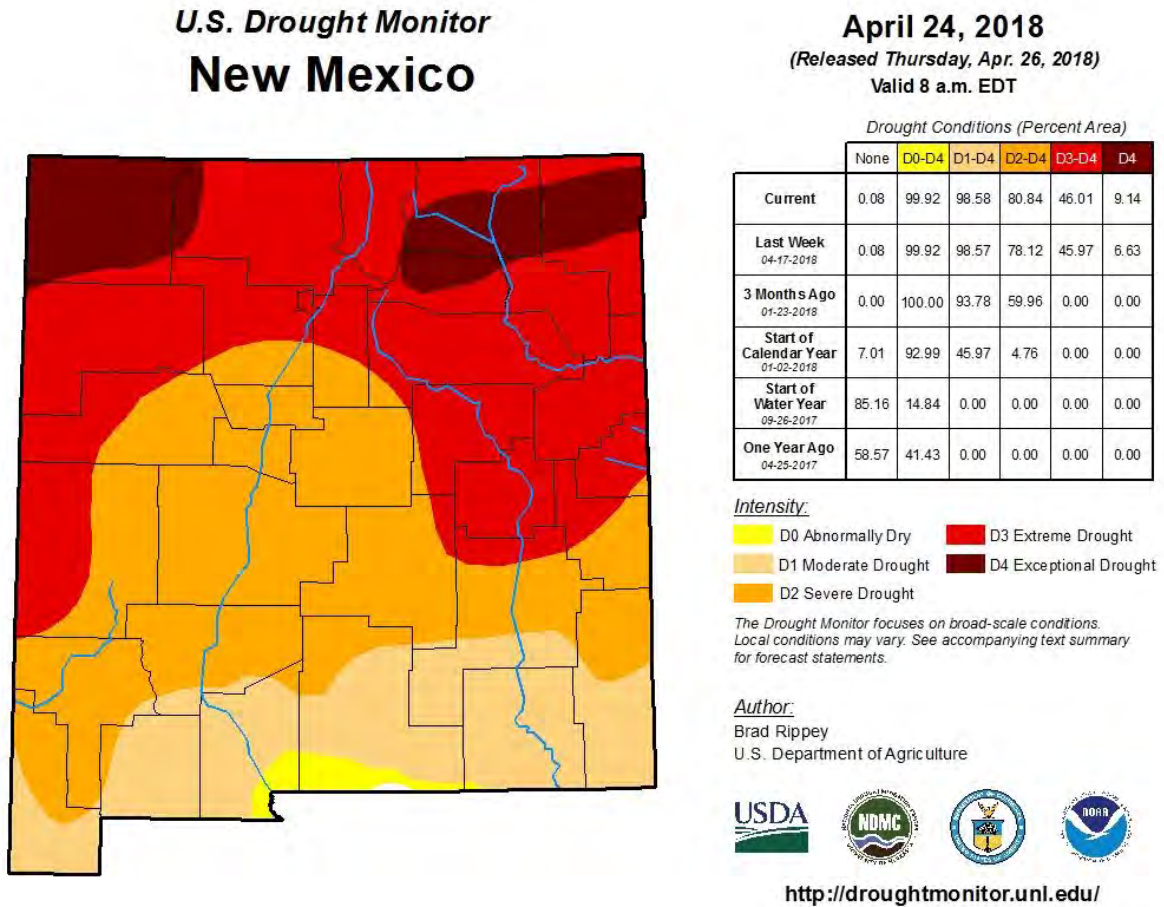 U.S. Drought Monitor
New Mexico
April 24, 2018
(Released Thursday, Apr. 26, 2018)
Valid 8 a.m. EDT
Drought Conditions (Percent Area)
None D0-D4 D1-D4 D2-D4 D3-D4 D4
Current 0.08 99.92 98.58 80.84 46.01 9.14
Last Week
04-17-2018 0.08 99.92 98.57 78.12 45.97 6.63
3 Months Ago
01-23-2018 0.00 100.00 93.78 59.96 0.00 0.00
Start of
Calendar Year
01-02-2018 7.01 92.99 45.97 4.76 0.00 0.00
Start of
Water Year
09-26-2017 85.16 14.84 0.00 0.00 0.00 0.00
One Year Ago
04-25-2017 58.57 41.43 0.00 0.00 0.00 0.00
Intensity:
D0 Abnormally Dry
D1 Moderate Drought
D2 Severe Drought
D3 Extreme Drought
D4 Exceptional Drought
The Drought Monitor focuses on broad-scale conditions.
Local conditions may vary. See accompanying text summary
for forecast statements.
Author:
Brad Rippey
U.S. Department of Agriculture
USDA
NDMC
NOAA
http://droughtmonitor.unl.edu/